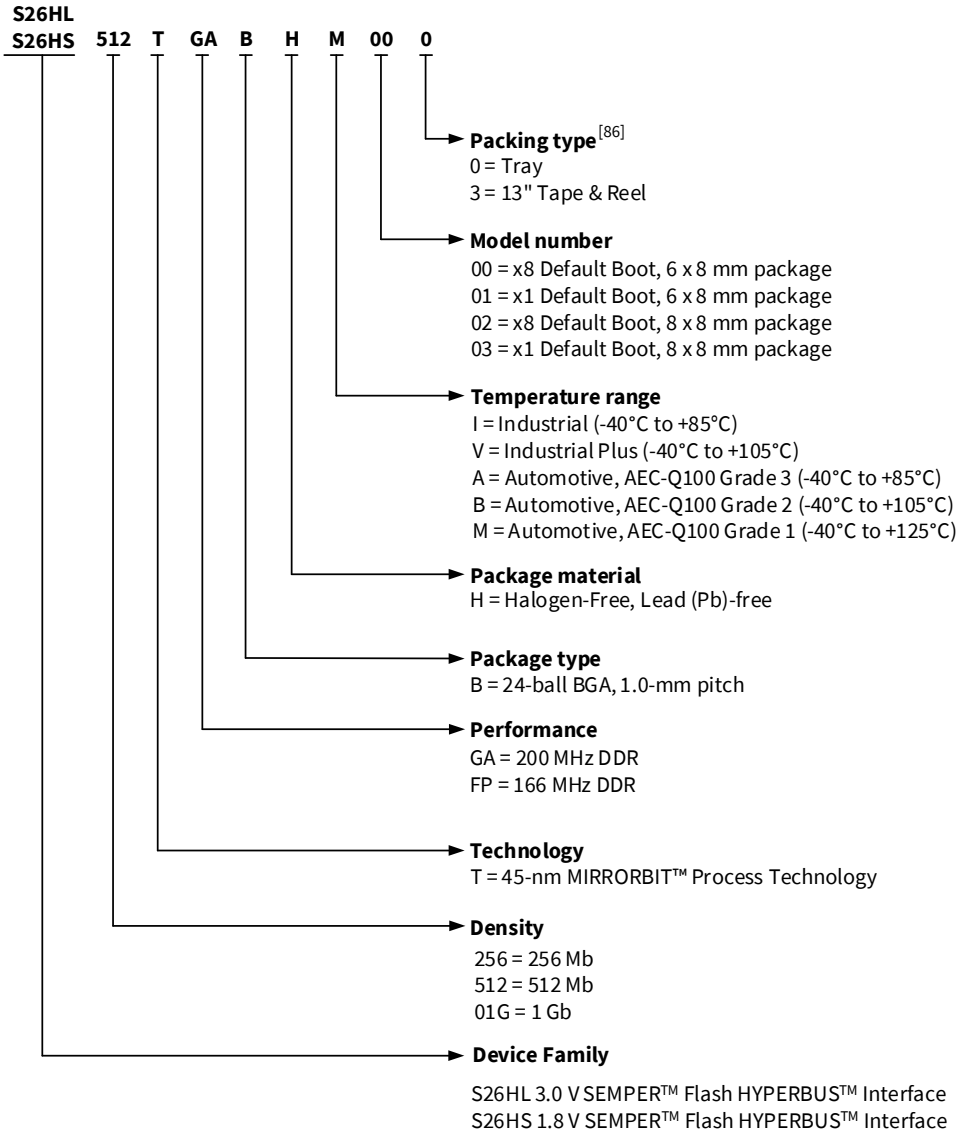 S26HL
S26HS 512 T GA B H M 00 0
Packing type[86]
0 = Tray
3 = 13" Tape & Reel
Model number
00 = x8 Default Boot, 6 x 8 mm package
01 = x1 Default Boot, 6 x 8 mm package
02 = x8 Default Boot, 8 x 8 mm package
03 = x1 Default Boot, 8 x 8 mm package
Temperature range
I = Industrial (-40°C to +85°C)
V = Industrial Plus (-40°C to +105°C)
A = Automotive, AEC-Q100 Grade 3 (-40°C to +85°C)
B = Automotive, AEC-Q100 Grade 2 (-40°C to +105°C)
M = Automotive, AEC-Q100 Grade 1 (-40°C to +125°C)
Package material
H = Halogen-Free, Lead (Pb)-free
Package type
B = 24-ball BGA, 1.0-mm pitch
Performance
GA = 200 MHz DDR
FP = 166 MHz DDR
Technology
T = 45-nm MIRRORBIT™ Process Technology
Density
256 = 256 Mb
512 = 512 Mb
01G = 1 Gb
Device Family
S26HL 3.0 V SEMPER™ Flash HYPERBUS™ Interface
S26HS 1.8 V SEMPER™ Flash HYPERBUS™ Interface